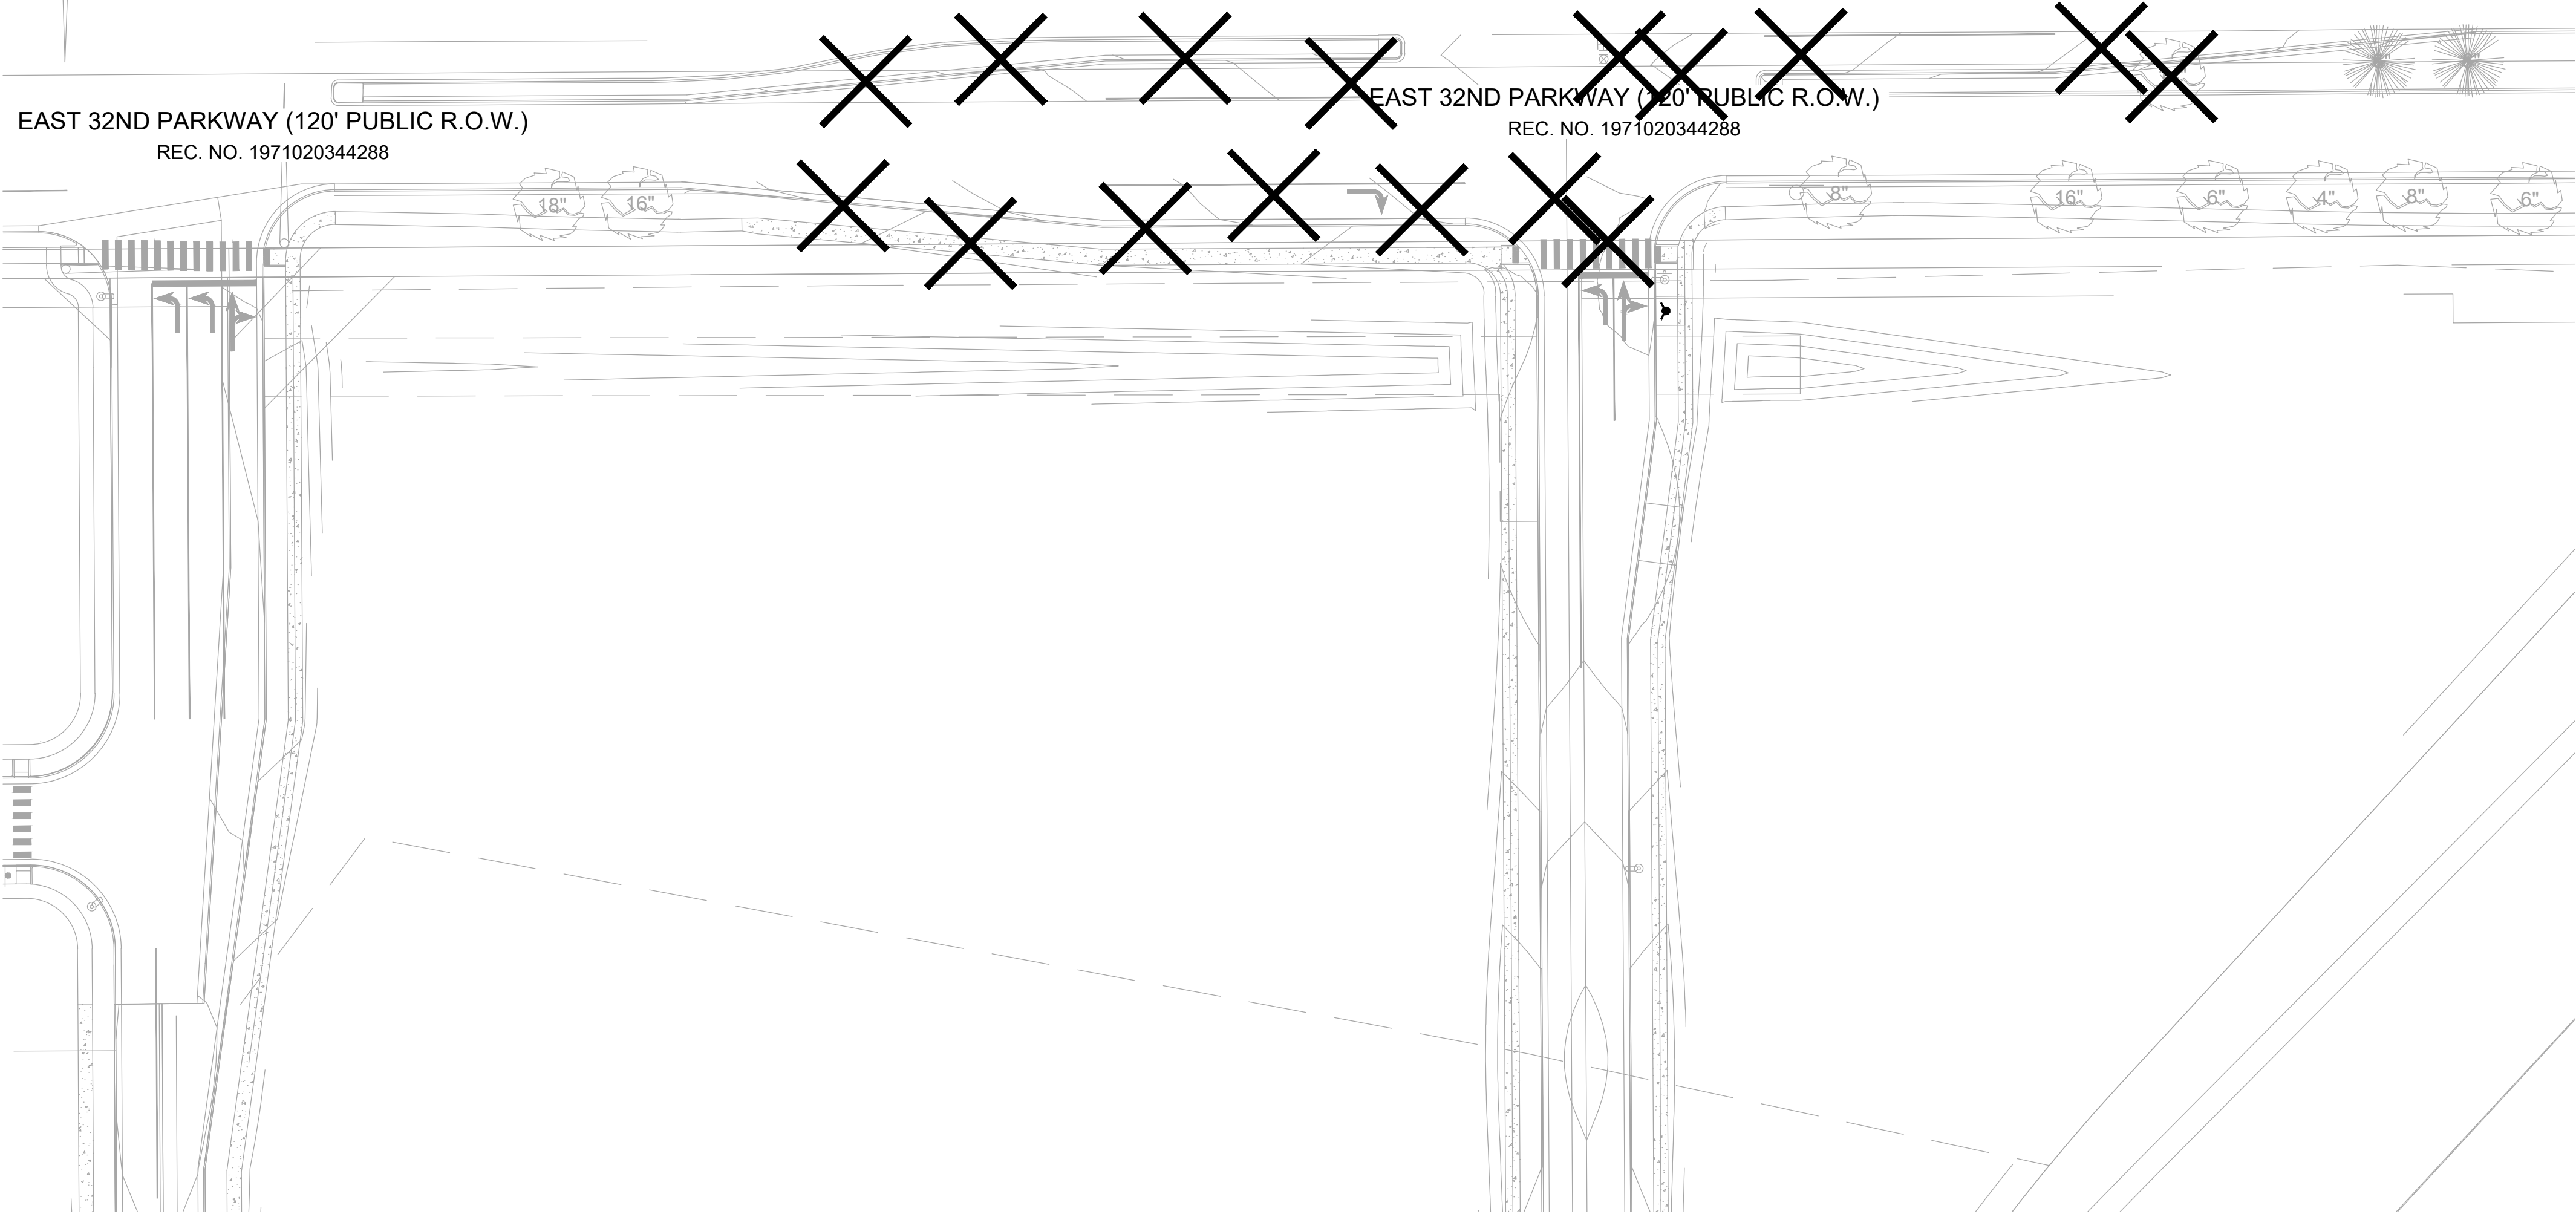 EAST 32ND PARKWAY (120' PUBLIC R.O.W.)
REC. NO. 1971020344288
EAST 32ND PARKWAY (120' PUBLIC R.O.W.)
REC. NO. 1971020344288
18"
16"
8"
16"
6"
4"
8"
6"